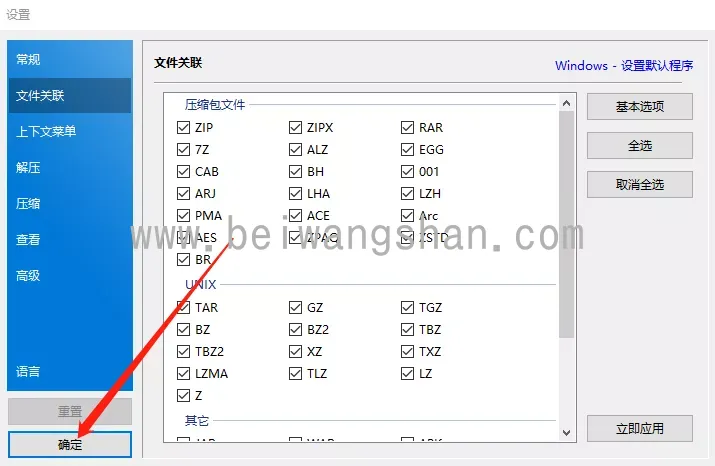 设置
常规
文件关联
上下文菜单
解压
压缩
查看
高级
语言
重置
确定
文件关联
Windows - 设置默认程序
压缩包文件
ZIP ZIPX RAR
7Z ALZ EGG
CAB BH 001
ARJ LHA LZH
PMA ACE Arc
AES ZPAQ ZSTD
BR
UNIX
TAR GZ TGZ
BZ BZ2 TBZ
TBZ2 XZ TXZ
LZMA TLZ LZ
Z
其它
基本选项
全选
取消全选
立即应用
www.beiwangshan.com